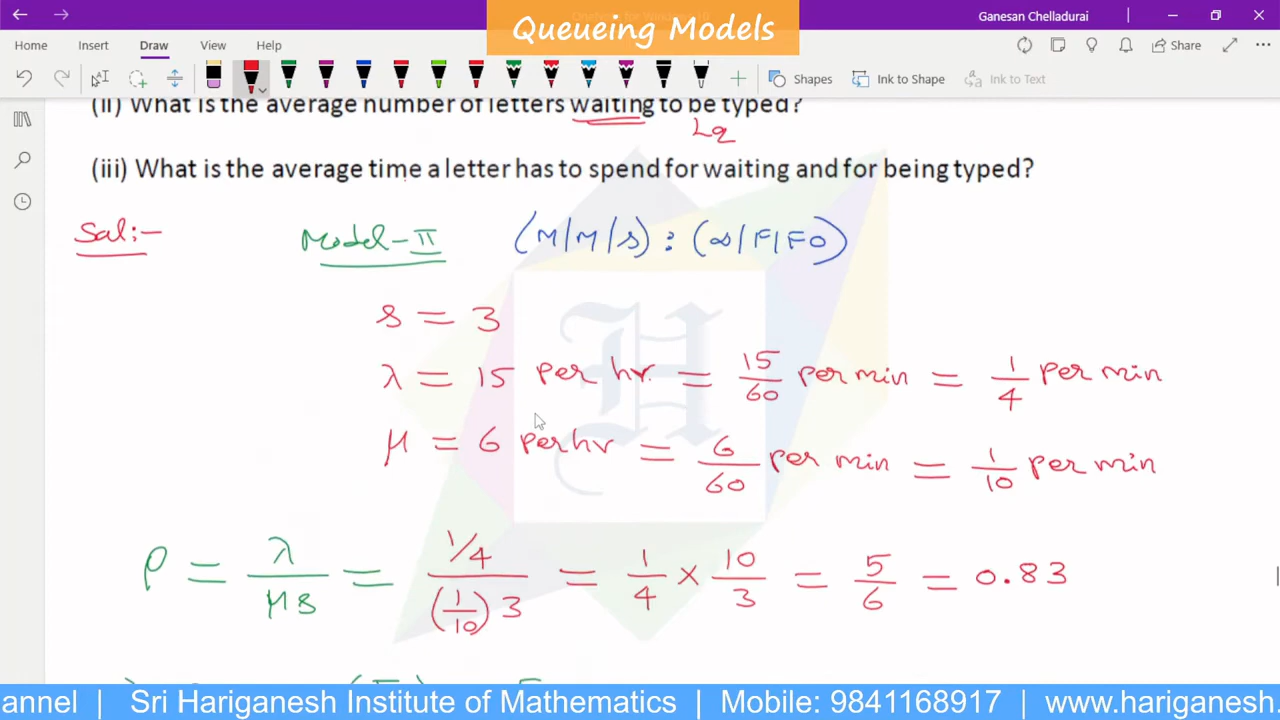 Queueing Models
Ganesan Chelladurai
Home Insert Draw View Help
Share
Shapes
Ink to Shape
Ink to Text
(ii) What is the average number of letters waiting to be typed?
Lq
(iii) What is the average time a letter has to spend for waiting and for being typed?
Sol:-
Model-II (M/M/s) : (∞/FIFO)
s = 3
λ = 15 per hr. = 15/60 per min = 1/4 per min
μ = 6 per hr = 6/60 per min = 1/10 per min
ρ = λ/μs = (1/4)/((1/10)3) = 1/4 × 10/3 = 5/6 = 0.83
annel | Sri Hariganesh Institute of Mathematics | Mobile: 9841168917 | www.hariganesh.